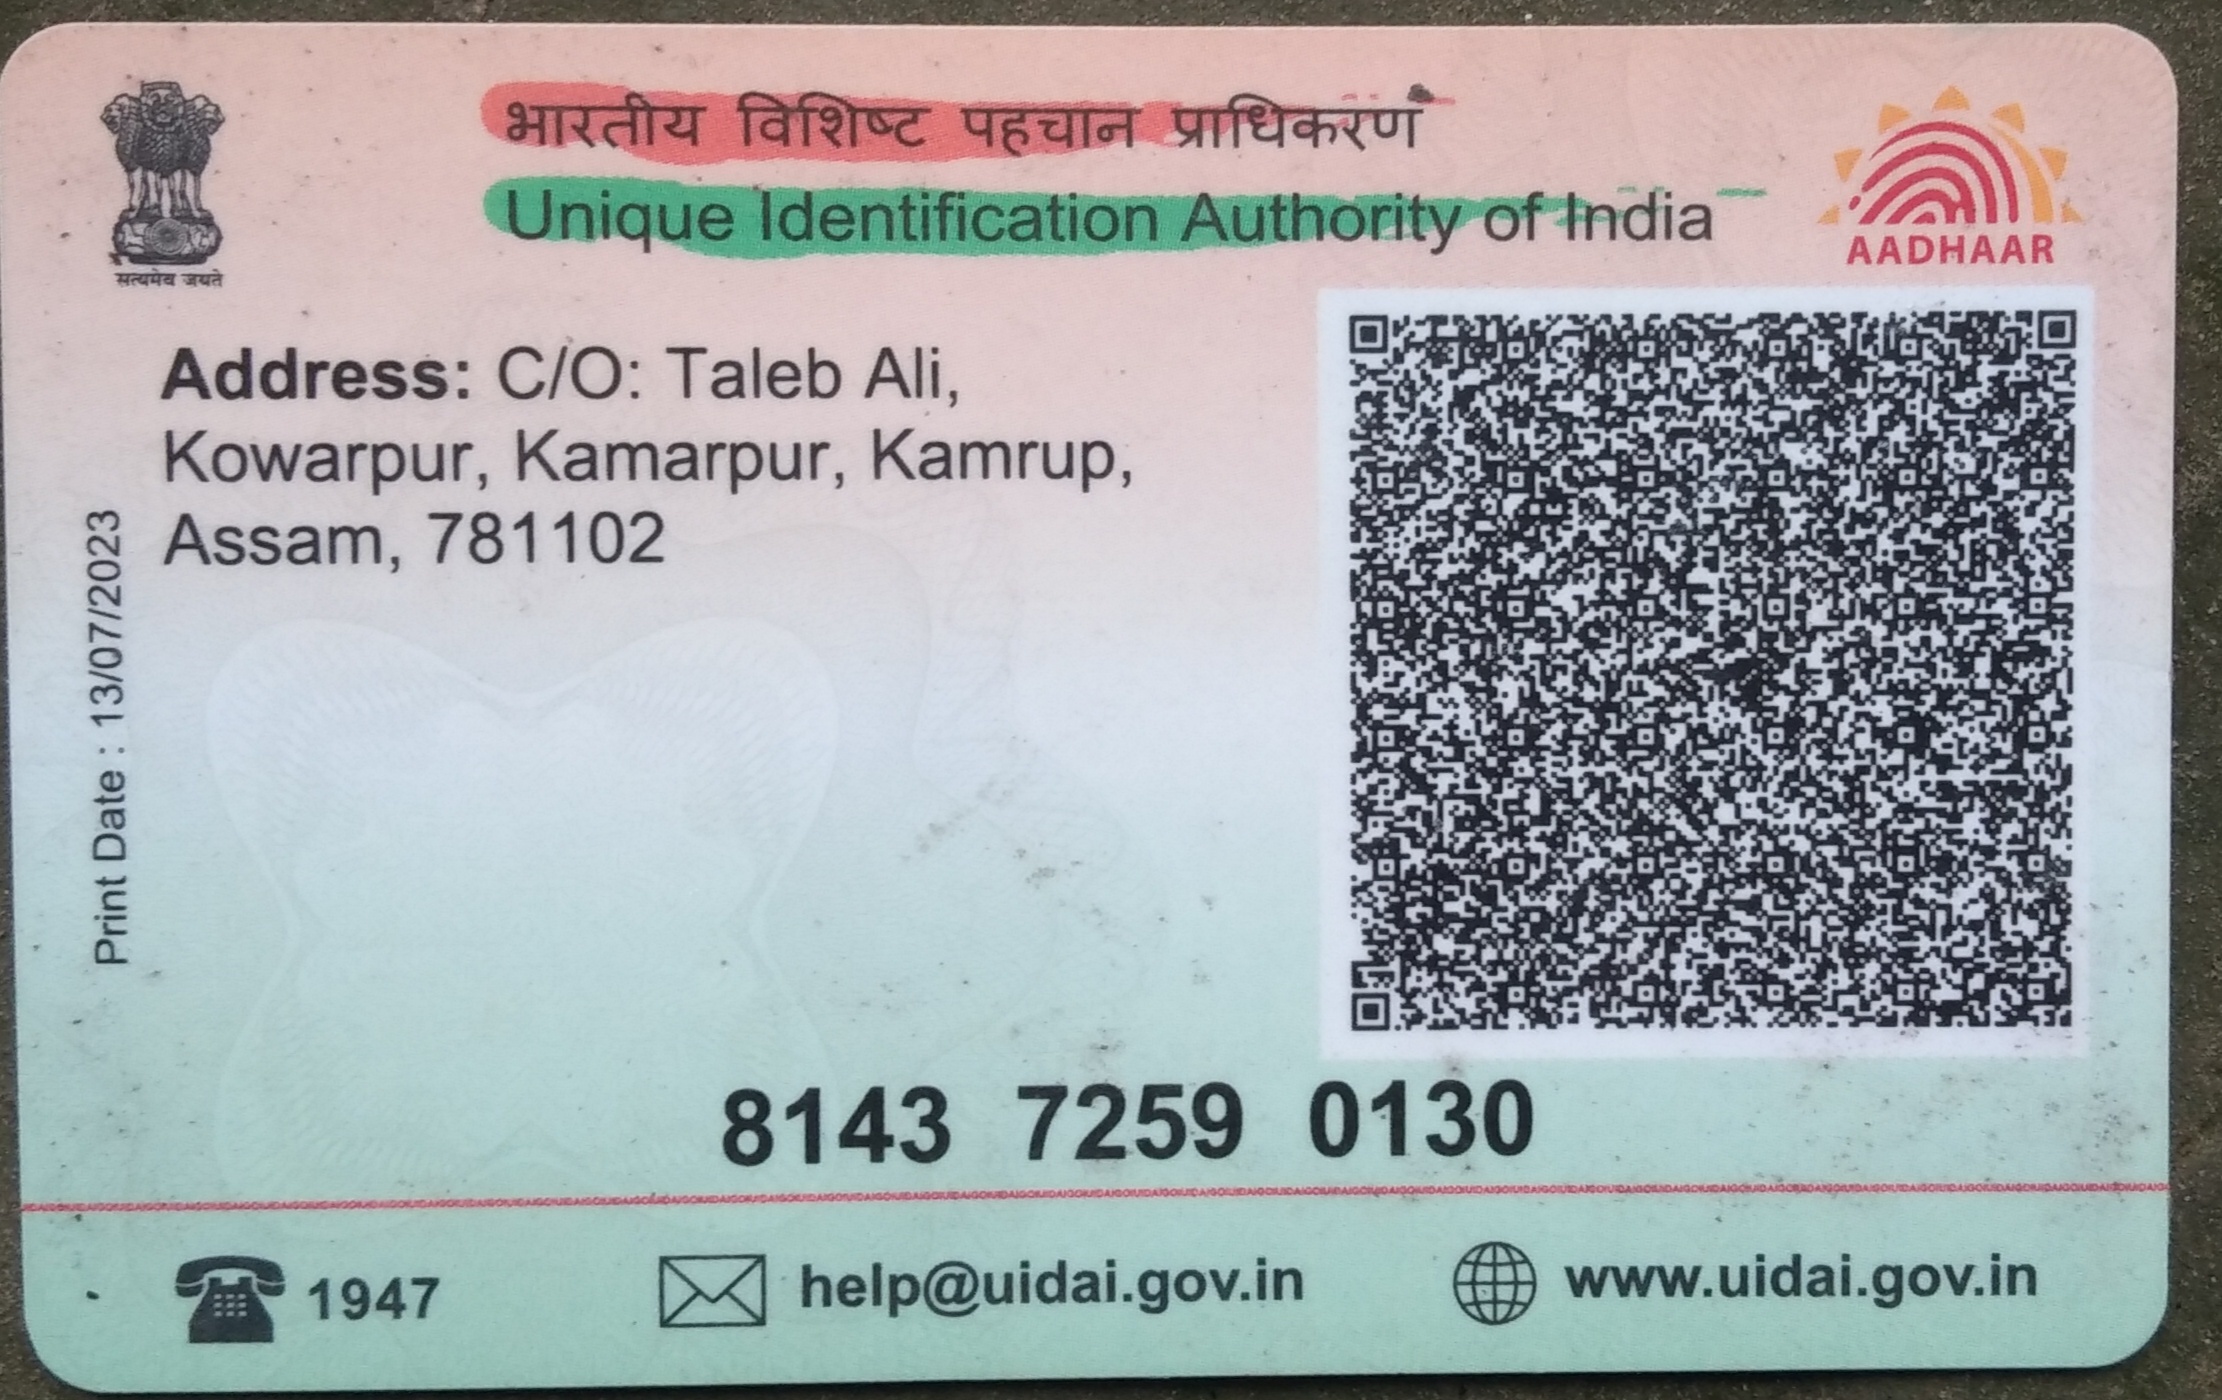 भारतीय विशिष्ट पहचान प्राधिकरण
Unique Identification Authority of India
सत्यमेव जयते
AADHAAR
Address: C/O: Taleb Ali,
Kowarpur, Kamarpur, Kamrup,
Assam, 781102
Print Date : 13/07/2023
8143 7259 0130
1947
help@uidai.gov.in
www.uidai.gov.in